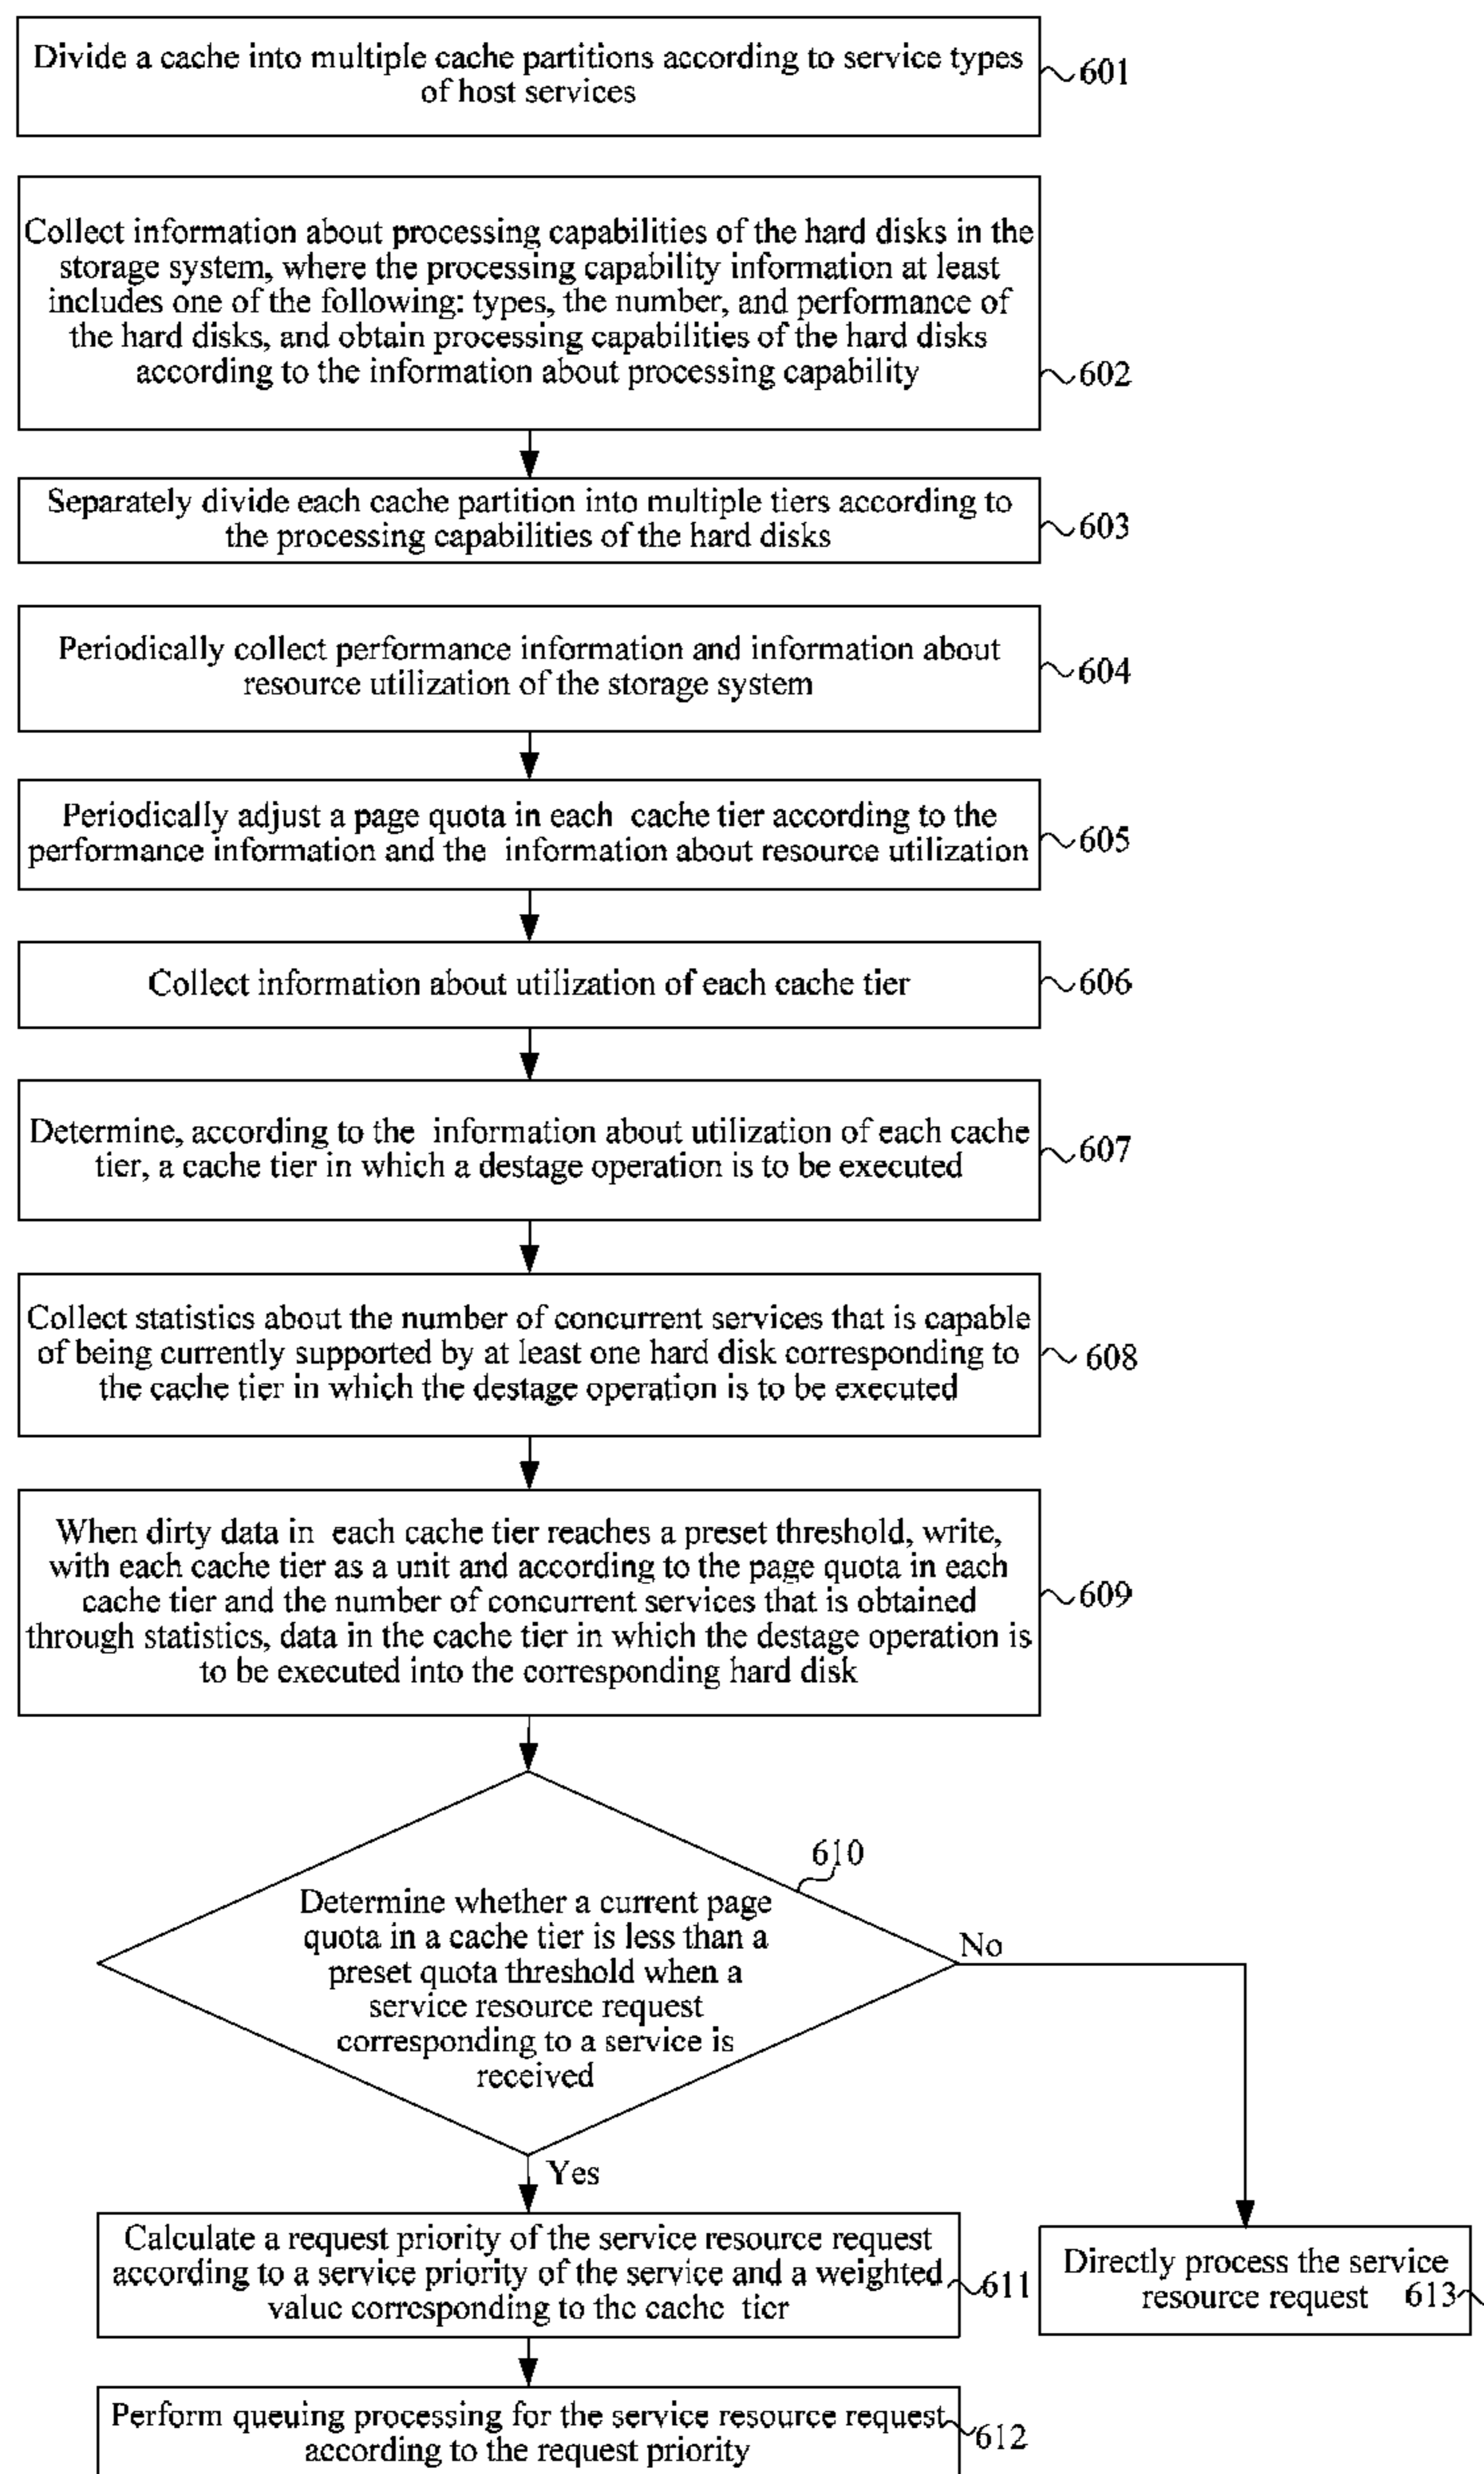 Divide a cache into multiple cache partitions according to service types
of host services
601
Collect information about processing capabilities of the hard disks in the
storage system, where the processing capability information at least
includes one of the following: types, the number, and performance of
the hard disks, and obtain processing capabilities of the hard disks
according to the information about processing capability
602
Separately divide each cache partition into multiple tiers according to
the processing capabilities of the hard disks
603
Periodically collect performance information and information about
resource utilization of the storage system
604
Periodically adjust a page quota in each cache tier according to the
performance information and the information about resource utilization
605
Collect information about utilization of each cache tier
606
Determine, according to the information about utilization of each cache
tier, a cache tier in which a destage operation is to be executed
607
Collect statistics about the number of concurrent services that is capable
of being currently supported by at least one hard disk corresponding to
the cache tier in which the destage operation is to be executed
608
When dirty data in each cache tier reaches a preset threshold, write,
with each cache tier as a unit and according to the page quota in each
cache tier and the number of concurrent services that is obtained
through statistics, data in the cache tier in which the destage operation is
to be executed into the corresponding hard disk
609
610
Determine whether a current page
quota in a cache tier is less than a
preset quota threshold when a
service resource request
corresponding to a service is
received
No
Yes
Calculate a request priority of the service resource request
according to a service priority of the service and a weighted
value corresponding to the cache tier
611
Directly process the service
resource request
613
Perform queuing processing for the service resource request
according to the request priority
612